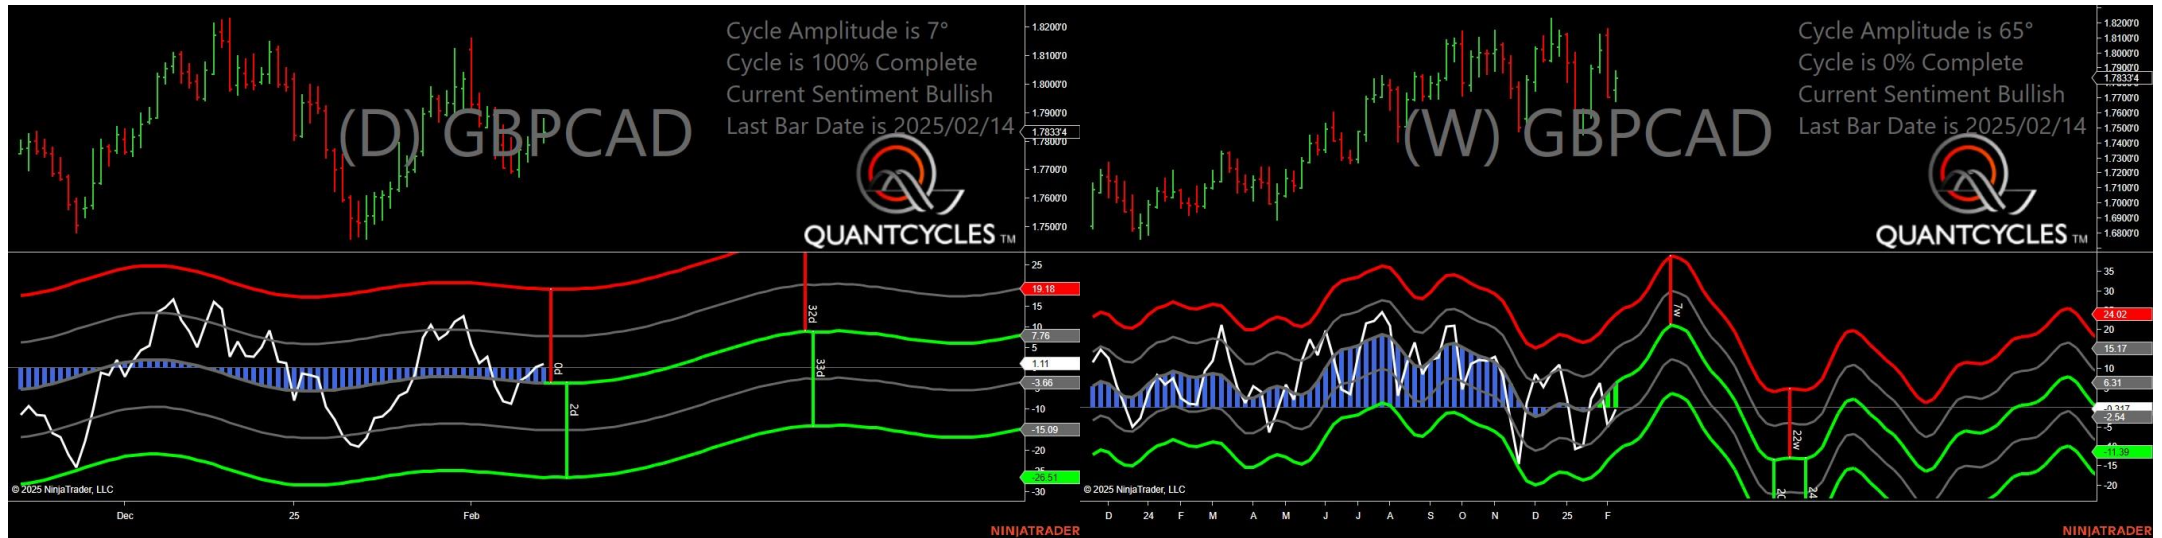 Cycle Amplitude is 7°
Cycle is 100% Complete
Current Sentiment Bullish
Last Bar Date is 2025/02/14
(D) GBPCAD
QUANTCYCLES TM
1.8200'0
1.8100'0
1.8000'0
1.7900'0
1.7833'4
1.7800'0
1.7700'0
1.7600'0
1.7500'0
25
19.18
15
10
7.76
5
1.11
-3.66
-10
-15.09
-20
-26.51
-30
0d
2d
32d
33d
© 2025 NinjaTrader, LLC
Dec
25
Feb
NINJATRADER
Cycle Amplitude is 65°
Cycle is 0% Complete
Current Sentiment Bullish
Last Bar Date is 2025/02/14
(W) GBPCAD
QUANTCYCLES TM
1.8200'0
1.8100'0
1.8000'0
1.7900'0
1.7833'4
1.7700'0
1.7600'0
1.7500'0
1.7400'0
1.7300'0
1.7200'0
1.7100'0
1.7000'0
1.6900'0
1.6800'0
35
30
24.02
20
15.17
10
6.31
-0.317
-2.54
-5
-11.39
-15
-20
7w
22w
© 2025 NinjaTrader, LLC
D 24 F M A M J J A S O N D 25 F
NINJATRADER